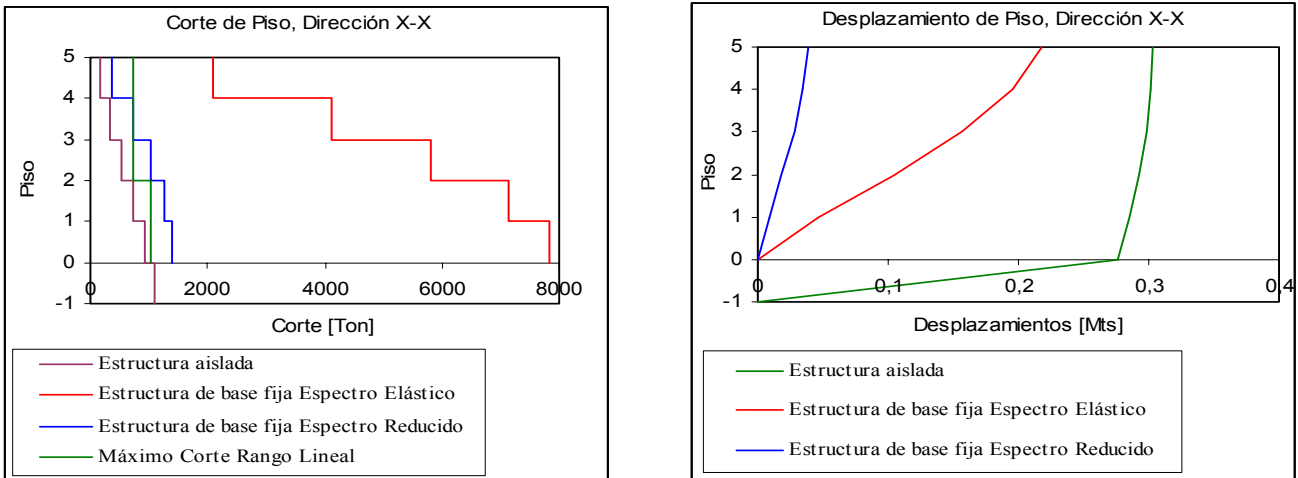 Corte de Piso, Dirección X-X
Piso
5
4
3
2
1
0
-1
0
2000
4000
6000
8000
Corte [Ton]
Estructura aislada
Estructura de base fija Espectro Elástico
Estructura de base fija Espectro Reducido
Máximo Corte Rango Lineal
Desplazamiento de Piso, Dirección X-X
Piso
5
4
3
2
1
0
-1
0
0,1
0,2
0,3
0,4
Desplazamientos [Mts]
Estructura aislada
Estructura de base fija Espectro Elástico
Estructura de base fija Espectro Reducido